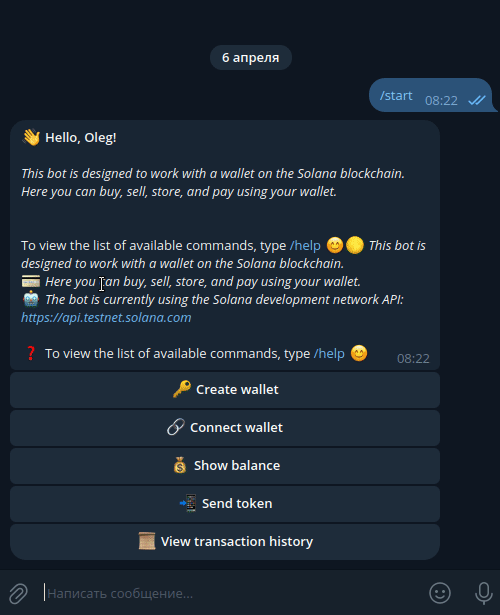 6 апреля
/start 08:22
👋 Hello, Oleg!
This bot is designed to work with a wallet on the Solana blockchain.
Here you can buy, sell, store, and pay using your wallet.
To view the list of available commands, type /help 😊🪙 This bot is
designed to work with a wallet on the Solana blockchain.
💳 Here you can buy, sell, store, and pay using your wallet.
🤖 The bot is currently using the Solana development network API:
https://api.testnet.solana.com
❓ To view the list of available commands, type /help 😊 08:22
🔑 Create wallet
🔗 Connect wallet
💰 Show balance
📲 Send token
📜 View transaction history
Написать сообщение...